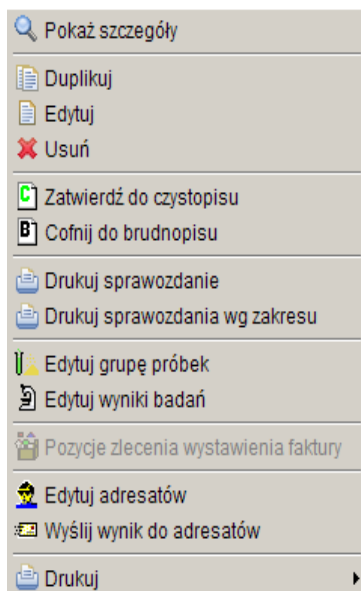 Pokaż szczegóły
Duplikuj
Edytuj
Usuń
C
Zatwierdź do czystopisu
B
Cofnij do brudnopisu
Drukuj sprawozdanie
Drukuj sprawozdania wg zakresu
Edytuj grupę próbek
Edytuj wyniki badań
Pozycje zlecenia wystawienia faktury
Edytuj adresatów
Wyślij wynik do adresatów
Drukuj